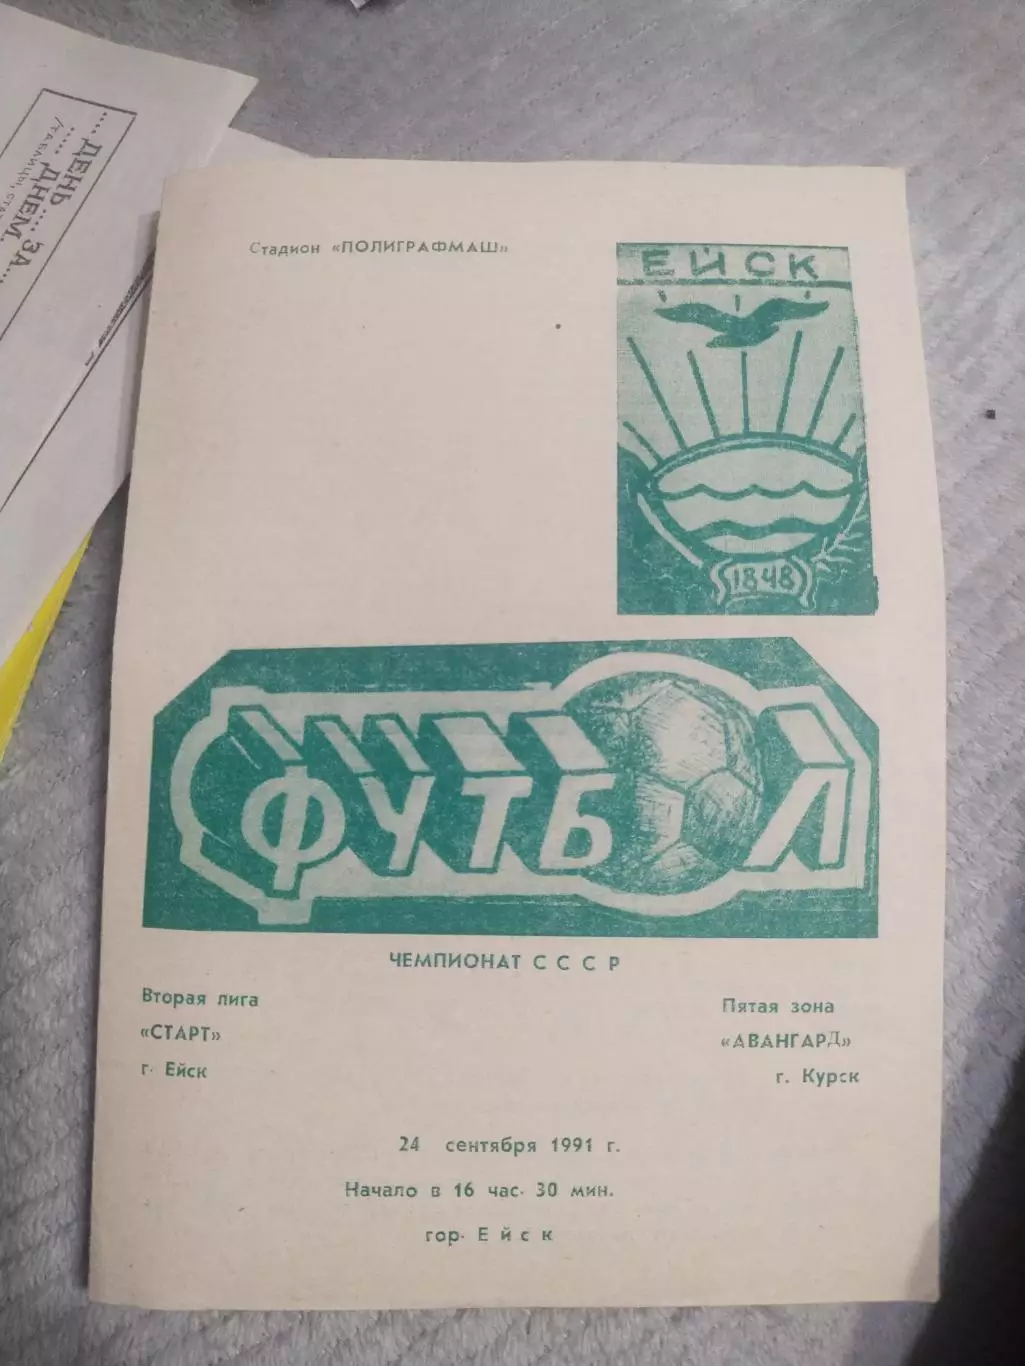 ДЕНЬ ... ЗА ...
ДНЕМ...
Стадион «ПОЛИГРАФМАШ»
ЕЙСК
1848
ФУТБОЛ
ЧЕМПИОНАТ С С С Р
Вторая лига
«СТАРТ»
г. Ейск
Пятая зона
«АВАНГАРД»
г. Курск
24 сентября 1991 г.
Начало в 16 час. 30 мин.
гор. Е й с к